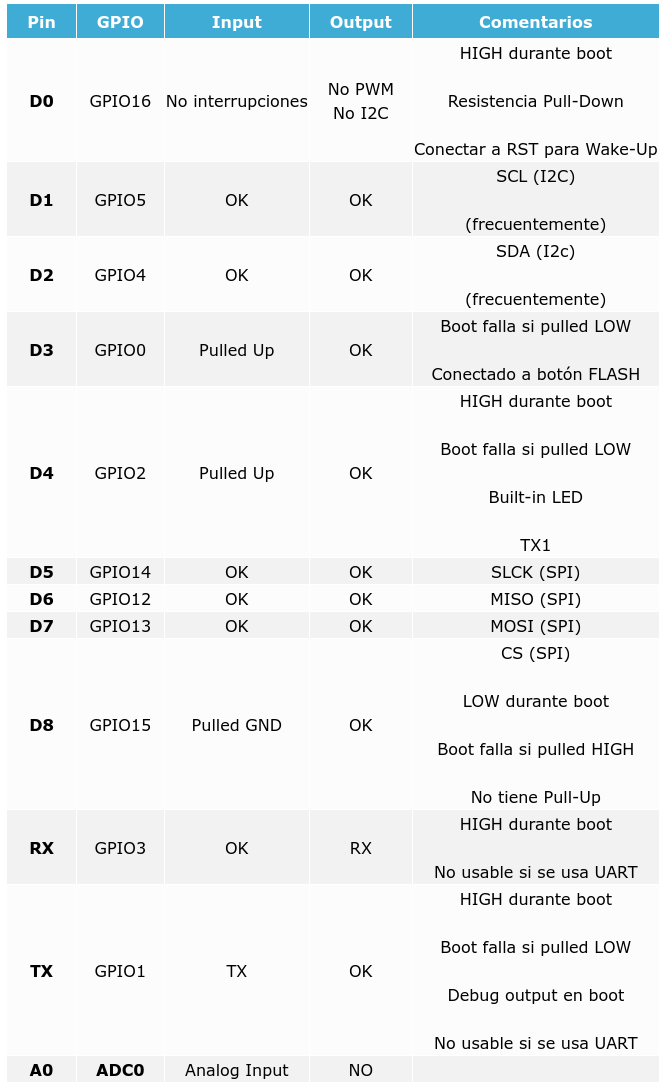 Pin GPIO Input Output Comentarios
HIGH durante boot
No PWM
D0 GPIO16 No interrupciones Resistencia Pull-Down
No I2C
Conectar a RST para Wake-Up
SCL (I2C)
D1 GPIO5 OK OK
(frecuentemente)
SDA (I2c)
D2 GPIO4 OK OK
(frecuentemente)
Boot falla si pulled LOW
D3 GPIO0 Pulled Up OK
Conectado a botón FLASH
HIGH durante boot
Boot falla si pulled LOW
D4 GPIO2 Pulled Up OK
Built-in LED
TX1
D5 GPIO14 OK OK SLCK (SPI)
D6 GPIO12 OK OK MISO (SPI)
D7 GPIO13 OK OK MOSI (SPI)
CS (SPI)
LOW durante boot
D8 GPIO15 Pulled GND OK
Boot falla si pulled HIGH
No tiene Pull-Up
HIGH durante boot
RX GPIO3 OK RX
No usable si se usa UART
HIGH durante boot
Boot falla si pulled LOW
TX GPIO1 TX OK
Debug output en boot
No usable si se usa UART
A0 ADC0 Analog Input NO